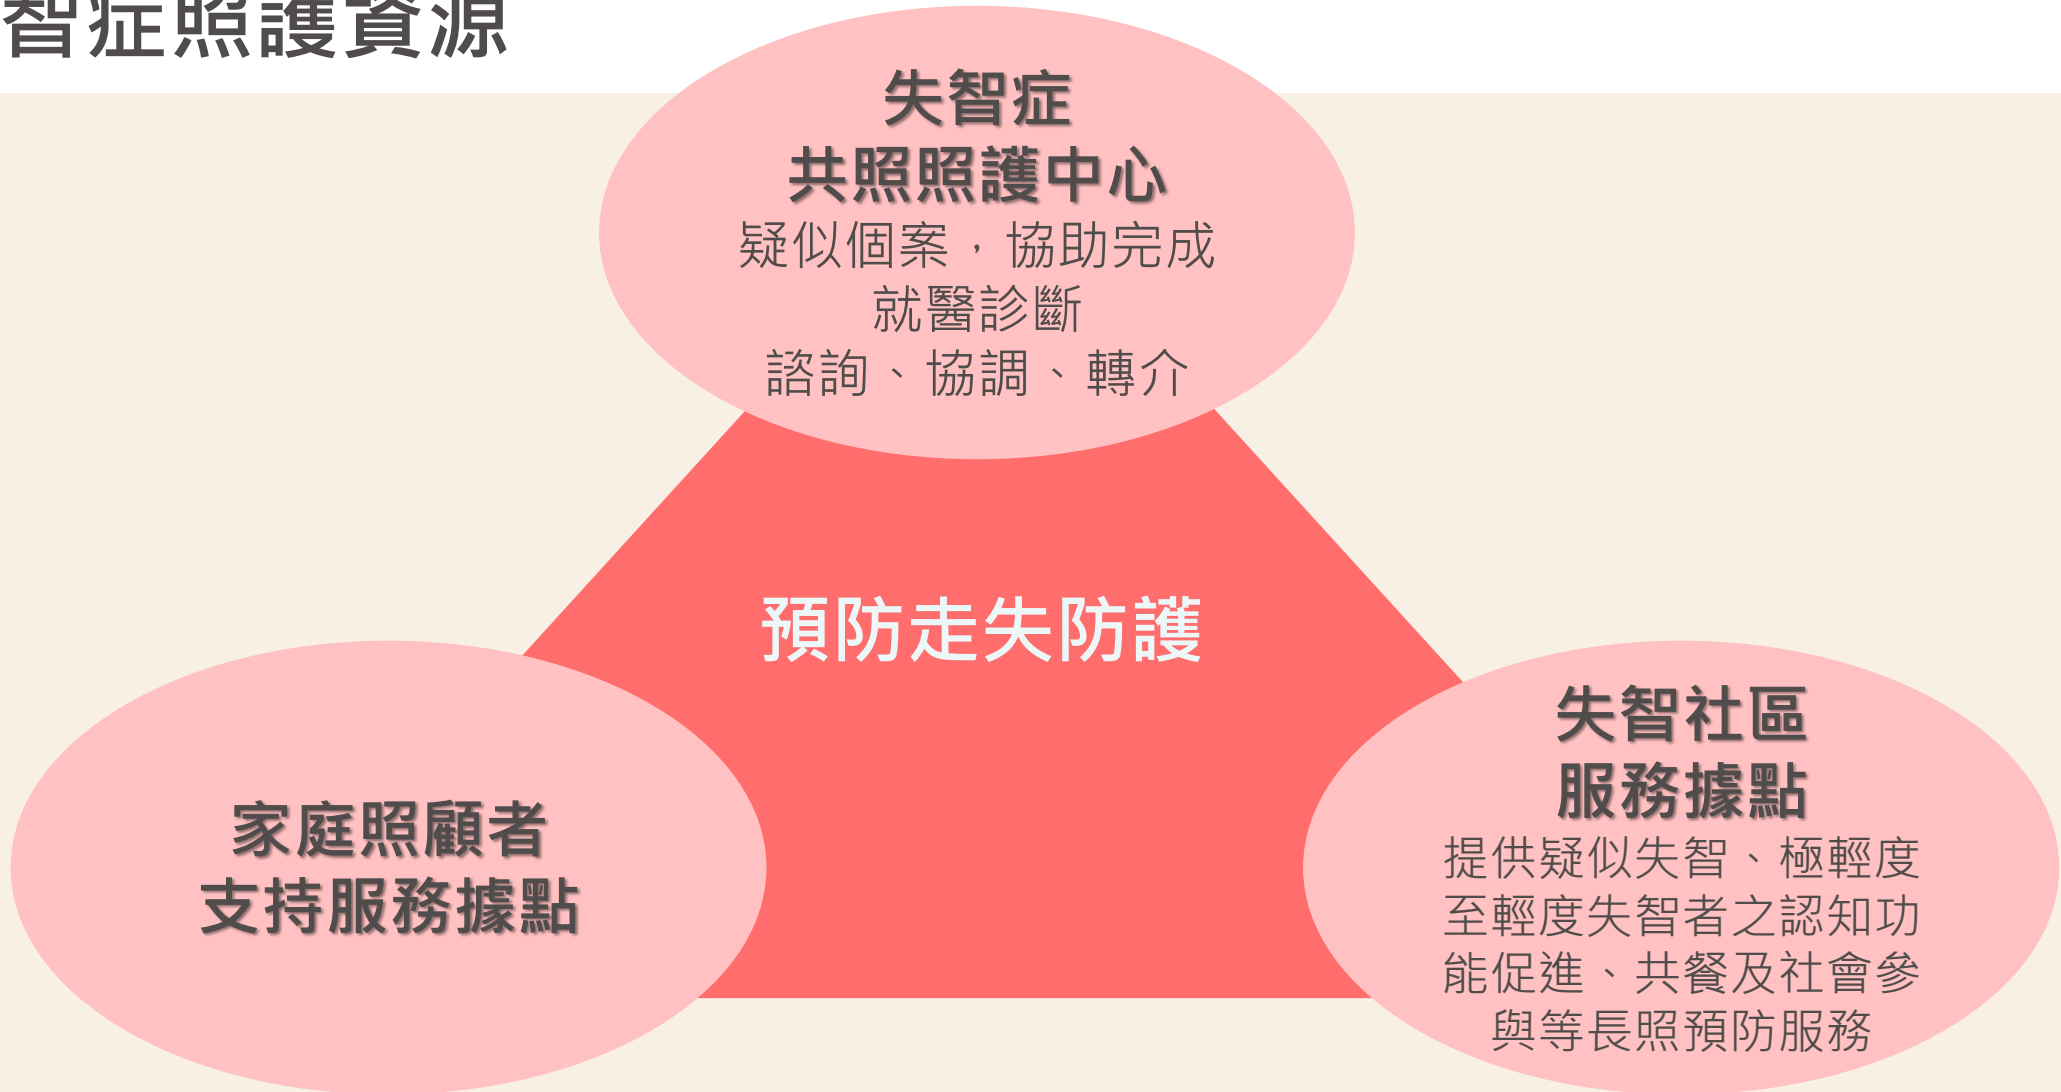 智症照護資源
失智症
共照照護中心
疑似個案，協助完成
就醫診斷
諮詢、協調、轉介
預防走失防護
家庭照顧者
支持服務據點
失智社區
服務據點
提供疑似失智、極輕度
至輕度失智者之認知功
能促進、共餐及社會參
與等長照預防服務